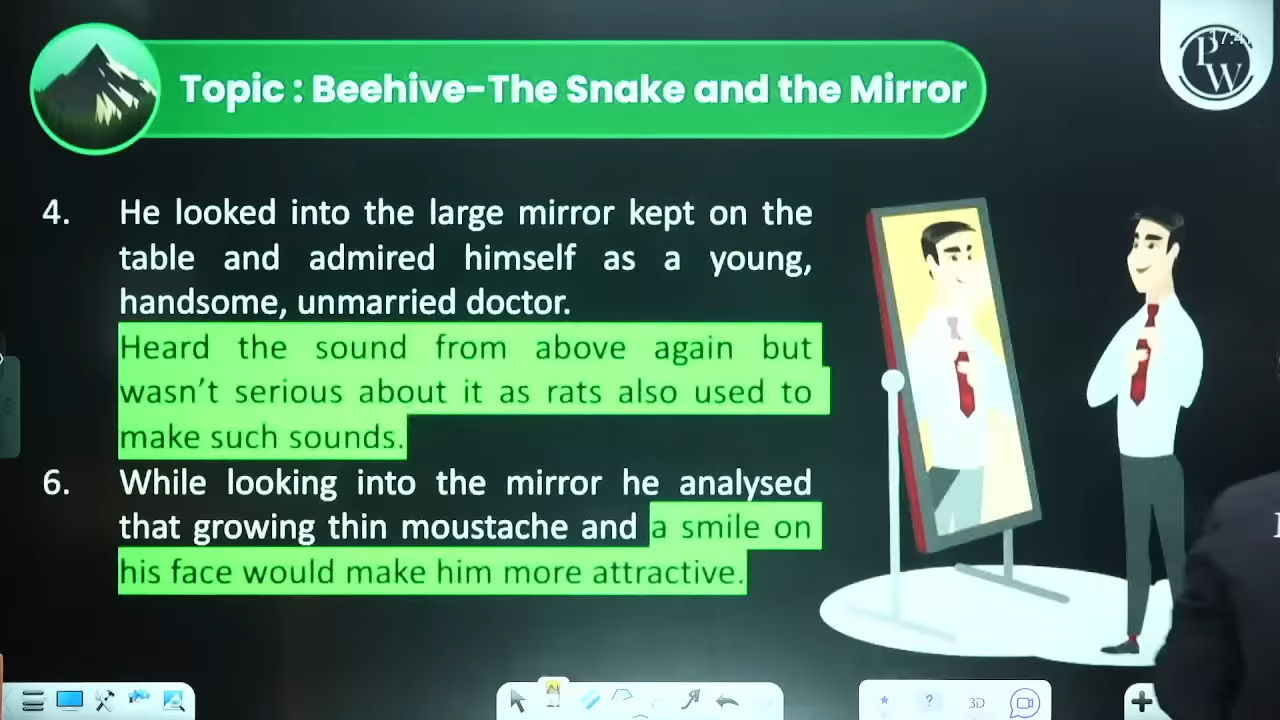 Topic : Beehive-The Snake and the Mirror
PW
4. He looked into the large mirror kept on the
table and admired himself as a young,
handsome, unmarried doctor.
Heard the sound from above again but
wasn't serious about it as rats also used to
make such sounds.
6. While looking into the mirror he analysed
that growing thin moustache and a smile on
his face would make him more attractive.
3D